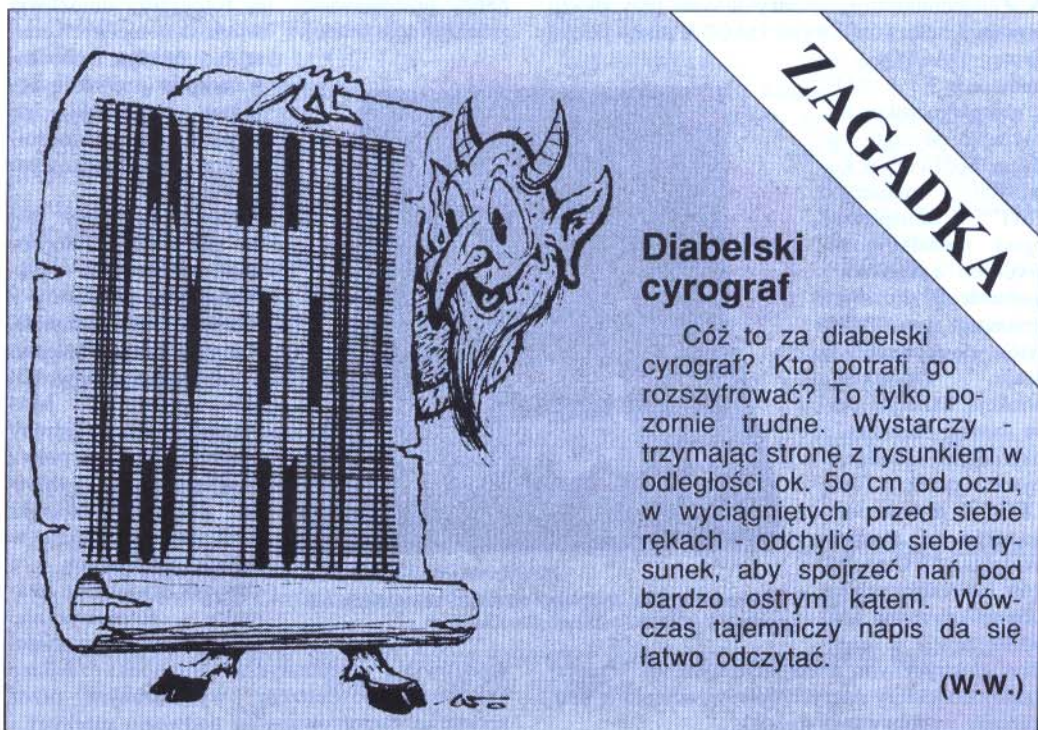 ZAGADKA
Diabelski
cyrograf
Cóż to za diabelski
cyrograf? Kto potrafi go
rozszyfrować? To tylko po-
zornie trudne. Wystarczy -
trzymając stronę z rysunkiem w
odległości ok. 50 cm od oczu,
w wyciągniętych przed siebie
rękach - odchylić od siebie ry-
sunek, aby spojrzeć nań pod
bardzo ostrym kątem. Wów-
czas tajemniczy napis da się
łatwo odczytać.
(W.W.)